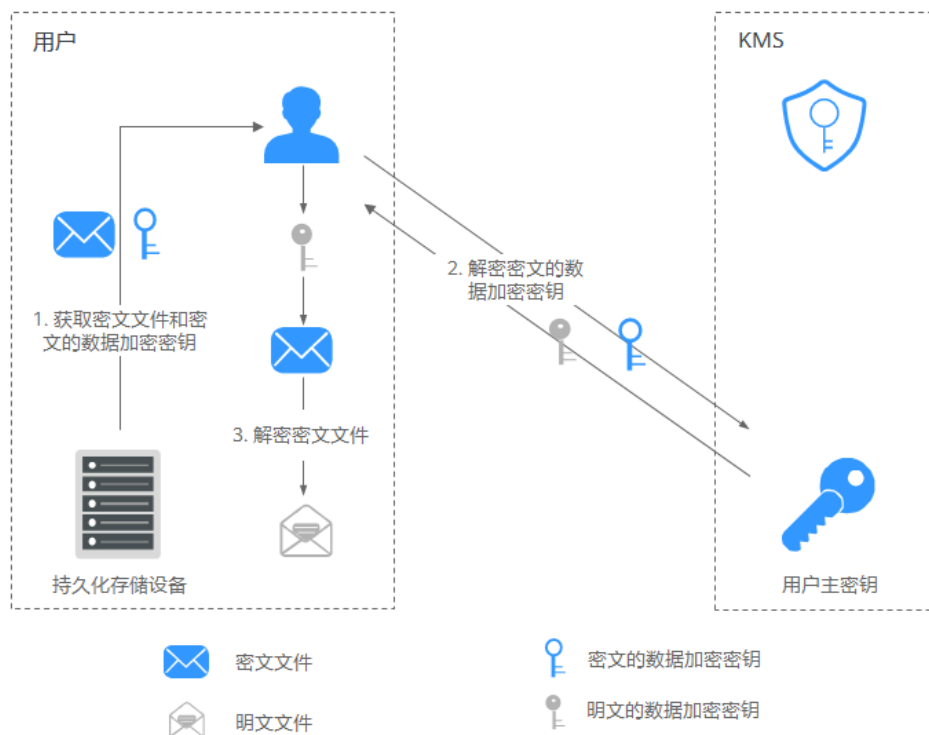 用户
KMS
1. 获取密文文件和密
文的数据加密密钥
2. 解密密文的数
据加密密钥
3. 解密密文文件
持久化存储设备
用户主密钥
密文文件
密文的数据加密密钥
明文文件
明文的数据加密密钥